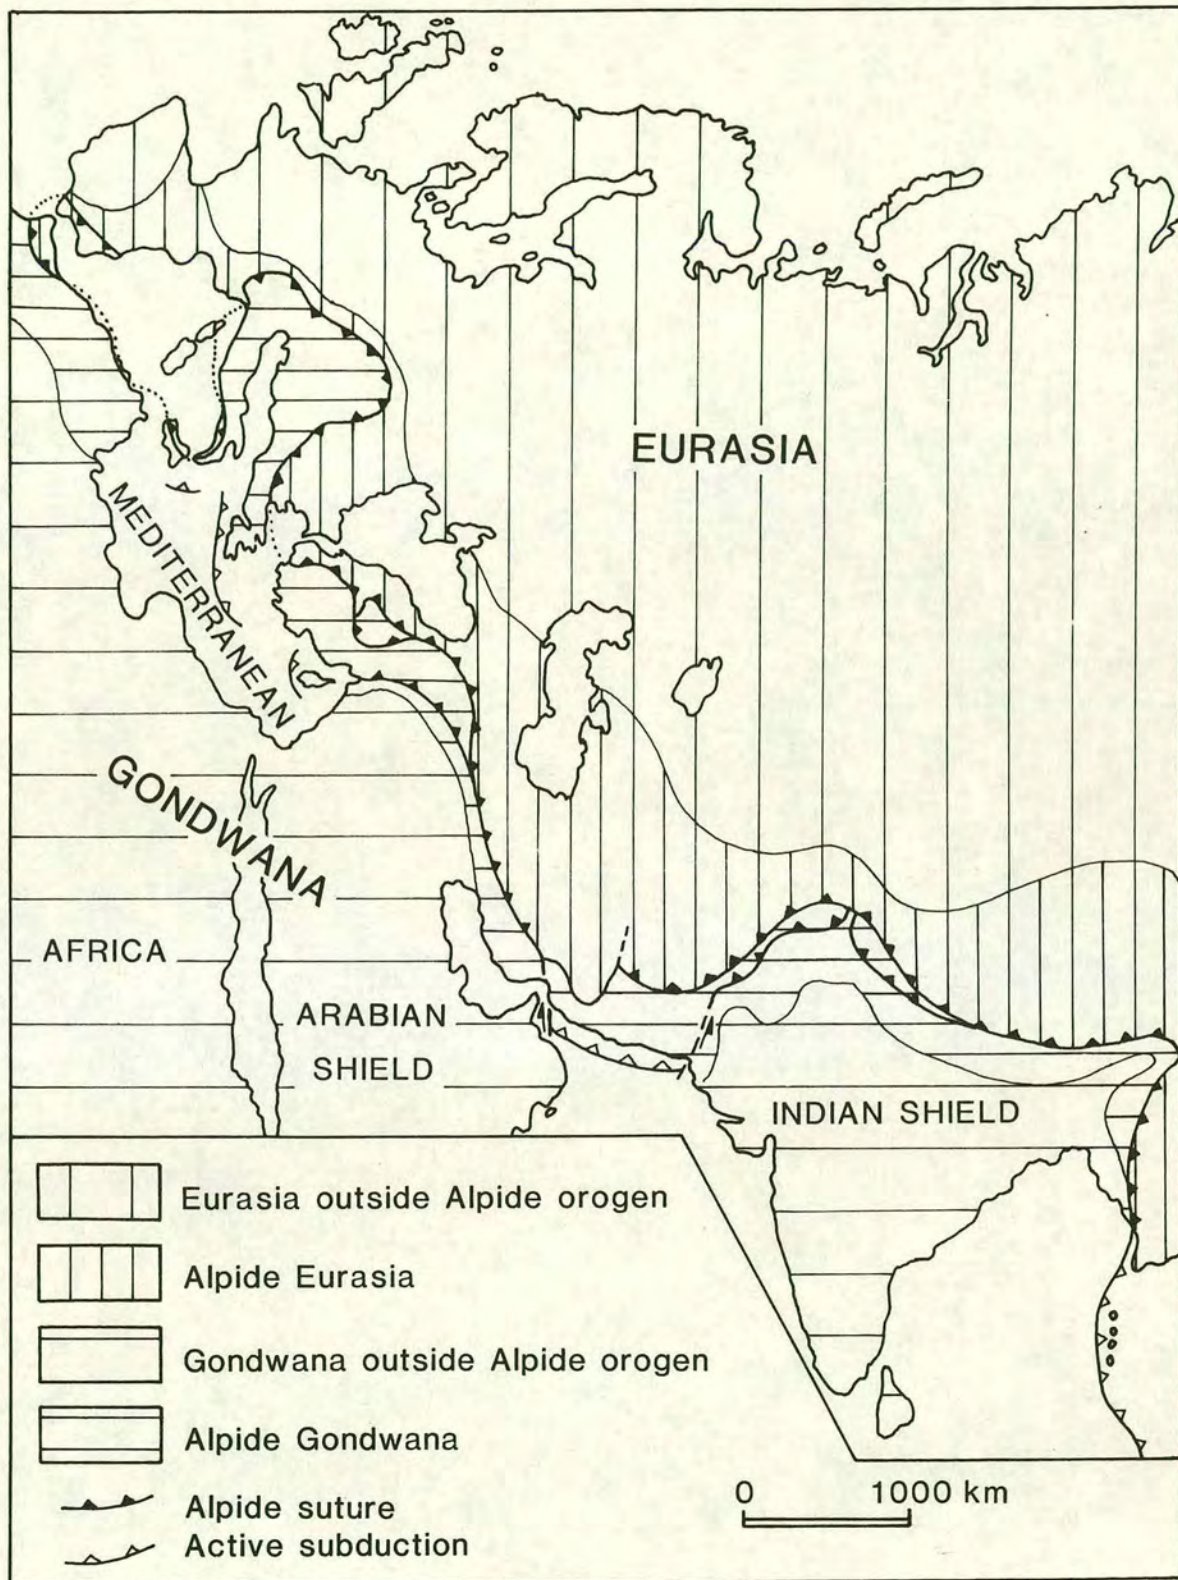 EURASIA
MEDITERRANEAN
GONDWANA
AFRICA
ARABIAN
SHIELD
INDIAN SHIELD
Eurasia outside Alpide orogen
Alpide Eurasia
Gondwana outside Alpide orogen
Alpide Gondwana
Alpide suture
Active subduction
0 1000 km